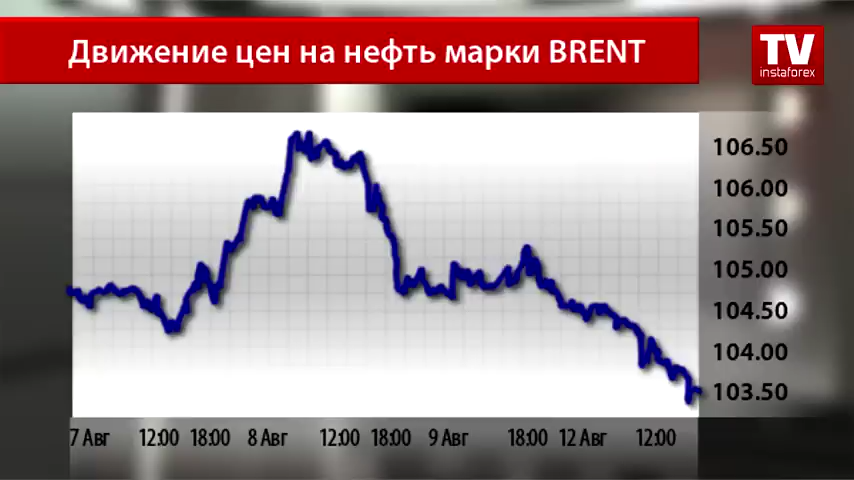 Движение цен на нефть марки BRENT
TV
instaforex
106.50
106.00
105.50
105.00
104.50
104.00
103.50
7 Авг 12:00 18:00 8 Авг 12:00 18:00 9 Авг 18:00 12 Авг 12:00